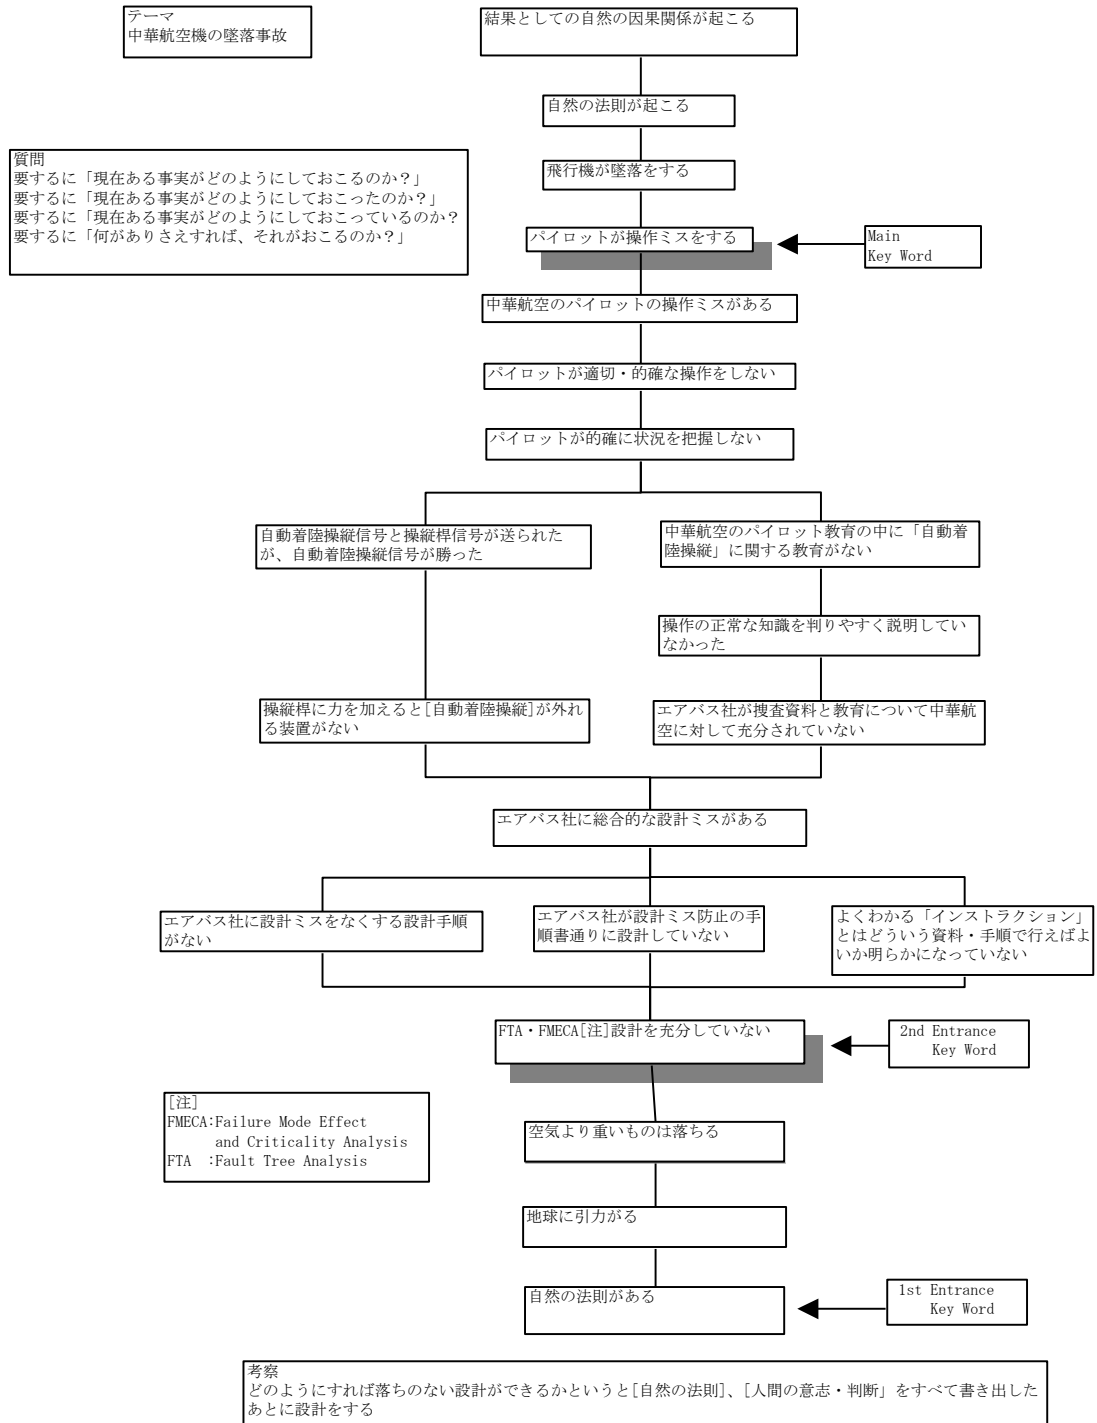 テーマ
中華航空機の墜落事故
結果としての自然の因果関係が起こる
自然の法則が起こる
質問
要するに「現在ある事実がどのようにしておこるのか？」
要するに「現在ある事実がどのようにしておこったのか？」
要するに「現在ある事実がどのようにしておこっているのか？
要するに「何がありさえすれば、それがおこるのか？」
飛行機が墜落をする
パイロットが操作ミスをする
Main
Key Word
中華航空のパイロットの操作ミスがある
パイロットが適切・的確な操作をしない
パイロットが的確に状況を把握しない
自動着陸操縦信号と操縦桿信号が送られた
が、自動着陸操縦信号が勝った
中華航空のパイロット教育の中に「自動着
陸操縦」に関する教育がない
操作の正常な知識を判りやすく説明してい
なかった
操縦桿に力を加えると[自動着陸操縦]が外れ
る装置がない
エアバス社が捜査資料と教育について中華航
空に対して充分されていない
エアバス社に総合的な設計ミスがある
エアバス社に設計ミスをなくする設計手順
がない
エアバス社が設計ミス防止の手
順書通りに設計していない
よくわかる「インストラクション」
とはどういう資料・手順で行えばよ
いか明らかになっていない
FTA・FMECA[注]設計を充分していない
2nd Entrance
Key Word
[注]
FMECA:Failure Mode Effect
and Criticality Analysis
FTA :Fault Tree Analysis
空気より重いものは落ちる
地球に引力がる
自然の法則がある
1st Entrance
Key Word
考察
どのようにすれば落ちのない設計ができるかというと[自然の法則]、[人間の意志・判断」をすべて書き出した
あとに設計をする